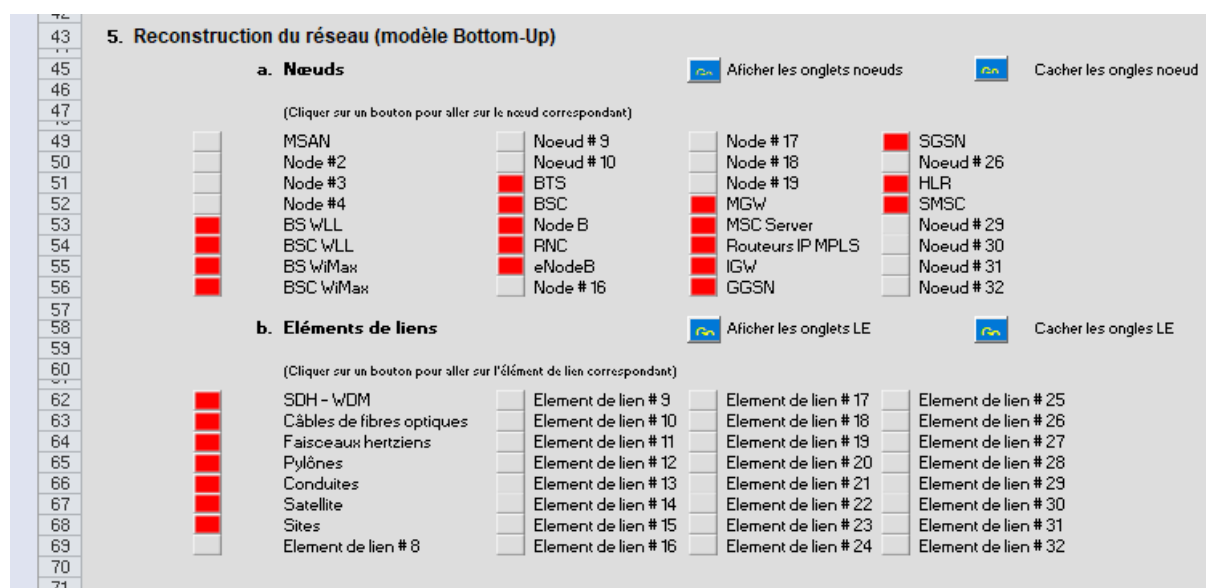 42
43 5. Reconstruction du réseau (modèle Bottom-Up)
45 a. Nœuds Go Aficher les onglets noeuds Go Cacher les ongles noeud
46
47 (Cliquer sur un bouton pour aller sur le nœud correspondant)
49 MSAN Noeud # 9 Node # 17 SGSN
50 Node #2 Noeud # 10 Node # 18 Noeud # 26
51 Node #3 BTS Node # 19 HLR
52 Node #4 BSC MGW SMSC
53 BS WLL Node B MSC Server Noeud # 29
54 BSC WLL RNC Routeurs IP MPLS Noeud # 30
55 BS WiMax eNodeB IGW Noeud # 31
56 BSC WiMax Node # 16 GGSN Noeud # 32
57
58 b. Eléments de liens Go Aficher les onglets LE Go Cacher les ongles LE
59
60 (Cliquer sur un bouton pour aller sur l'élément de lien correspondant)
62 SDH - WDM Element de lien # 9 Element de lien # 17 Element de lien # 25
63 Câbles de fibres optiques Element de lien # 10 Element de lien # 18 Element de lien # 26
64 Faisceaux hertziens Element de lien # 11 Element de lien # 19 Element de lien # 27
65 Pylônes Element de lien # 12 Element de lien # 20 Element de lien # 28
66 Conduites Element de lien # 13 Element de lien # 21 Element de lien # 29
67 Satellite Element de lien # 14 Element de lien # 22 Element de lien # 30
68 Sites Element de lien # 15 Element de lien # 23 Element de lien # 31
69 Element de lien # 8 Element de lien # 16 Element de lien # 24 Element de lien # 32
70
71